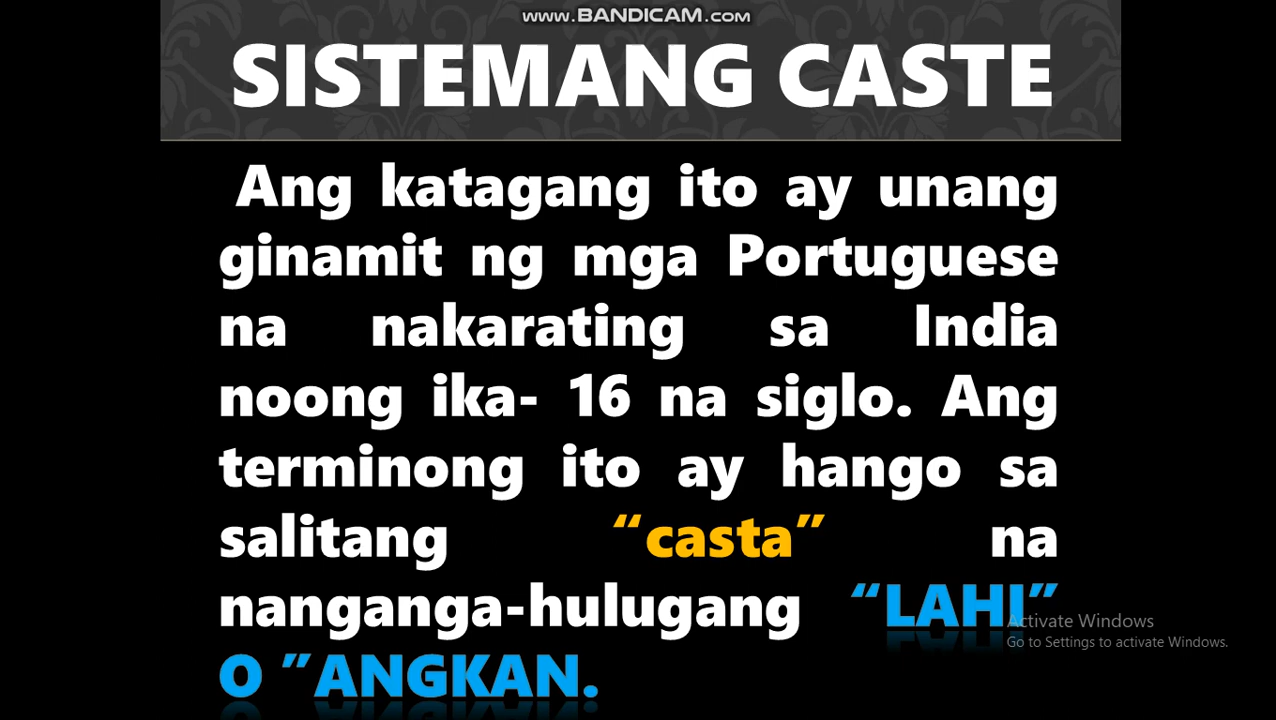 www.BANDICAM.com
SISTEMANG CASTE
Ang katagang ito ay unang
ginamit ng mga Portuguese
na nakarating sa India
noong ika- 16 na siglo. Ang
terminong ito ay hango sa
salitang “casta” na
nanganga-hulugang “LAHI”
O ”ANGKAN.
Activate Windows
Go to Settings to activate Windows.